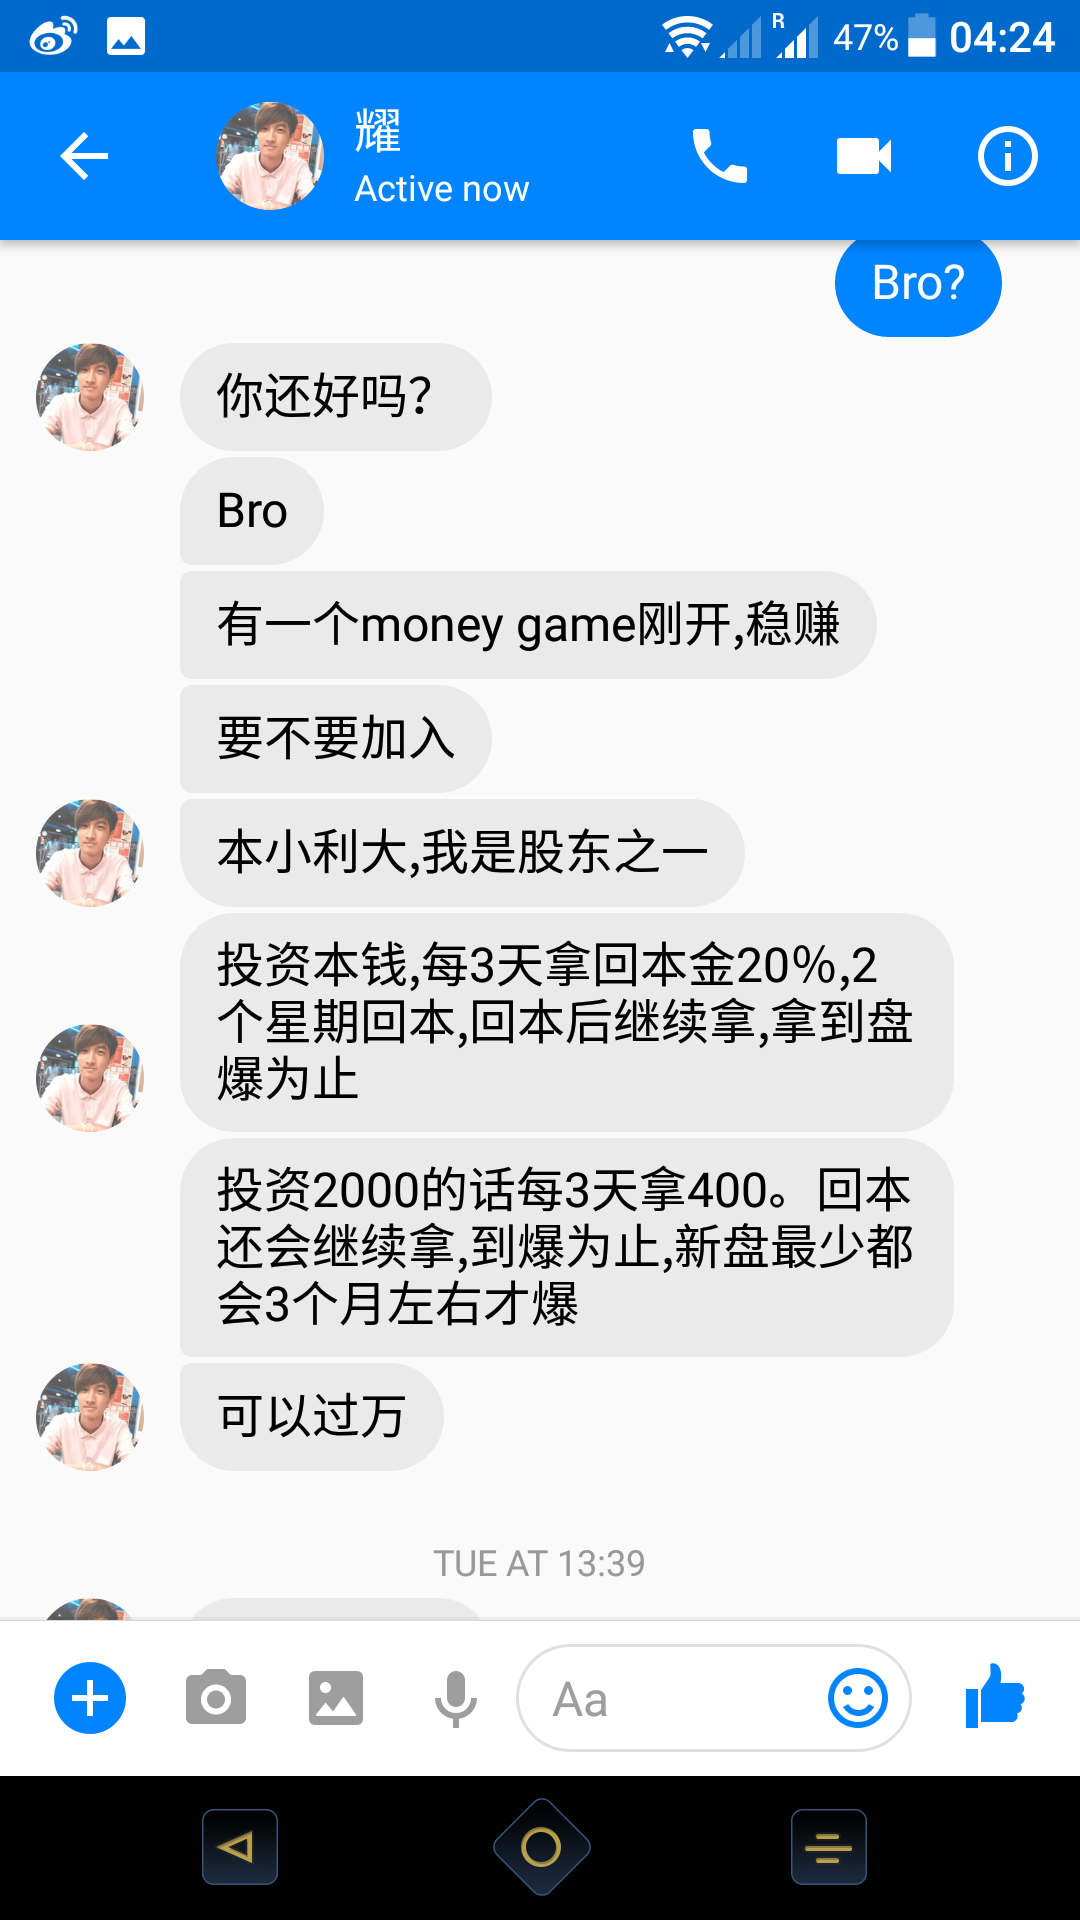 R 47% 04:24
耀
Active now
Bro?
你还好吗?
Bro
有一个money game刚开,稳赚
要不要加入
本小利大,我是股东之一
投资本钱,每3天拿回本金20%,2
个星期回本,回本后继续拿,拿到盘
爆为止
投资2000的话每3天拿400。回本
还会继续拿,到爆为止,新盘最少都
会3个月左右才爆
可以过万
TUE AT 13:39
Aa